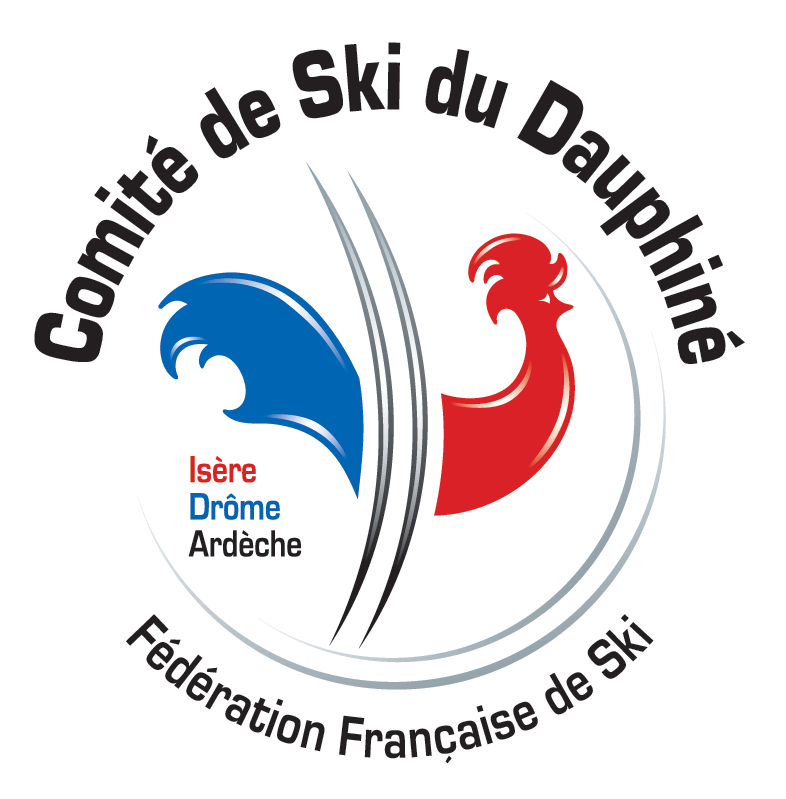 Comité de Ski du Dauphiné
Isère
Drôme
Ardèche
Fédération Française de Ski